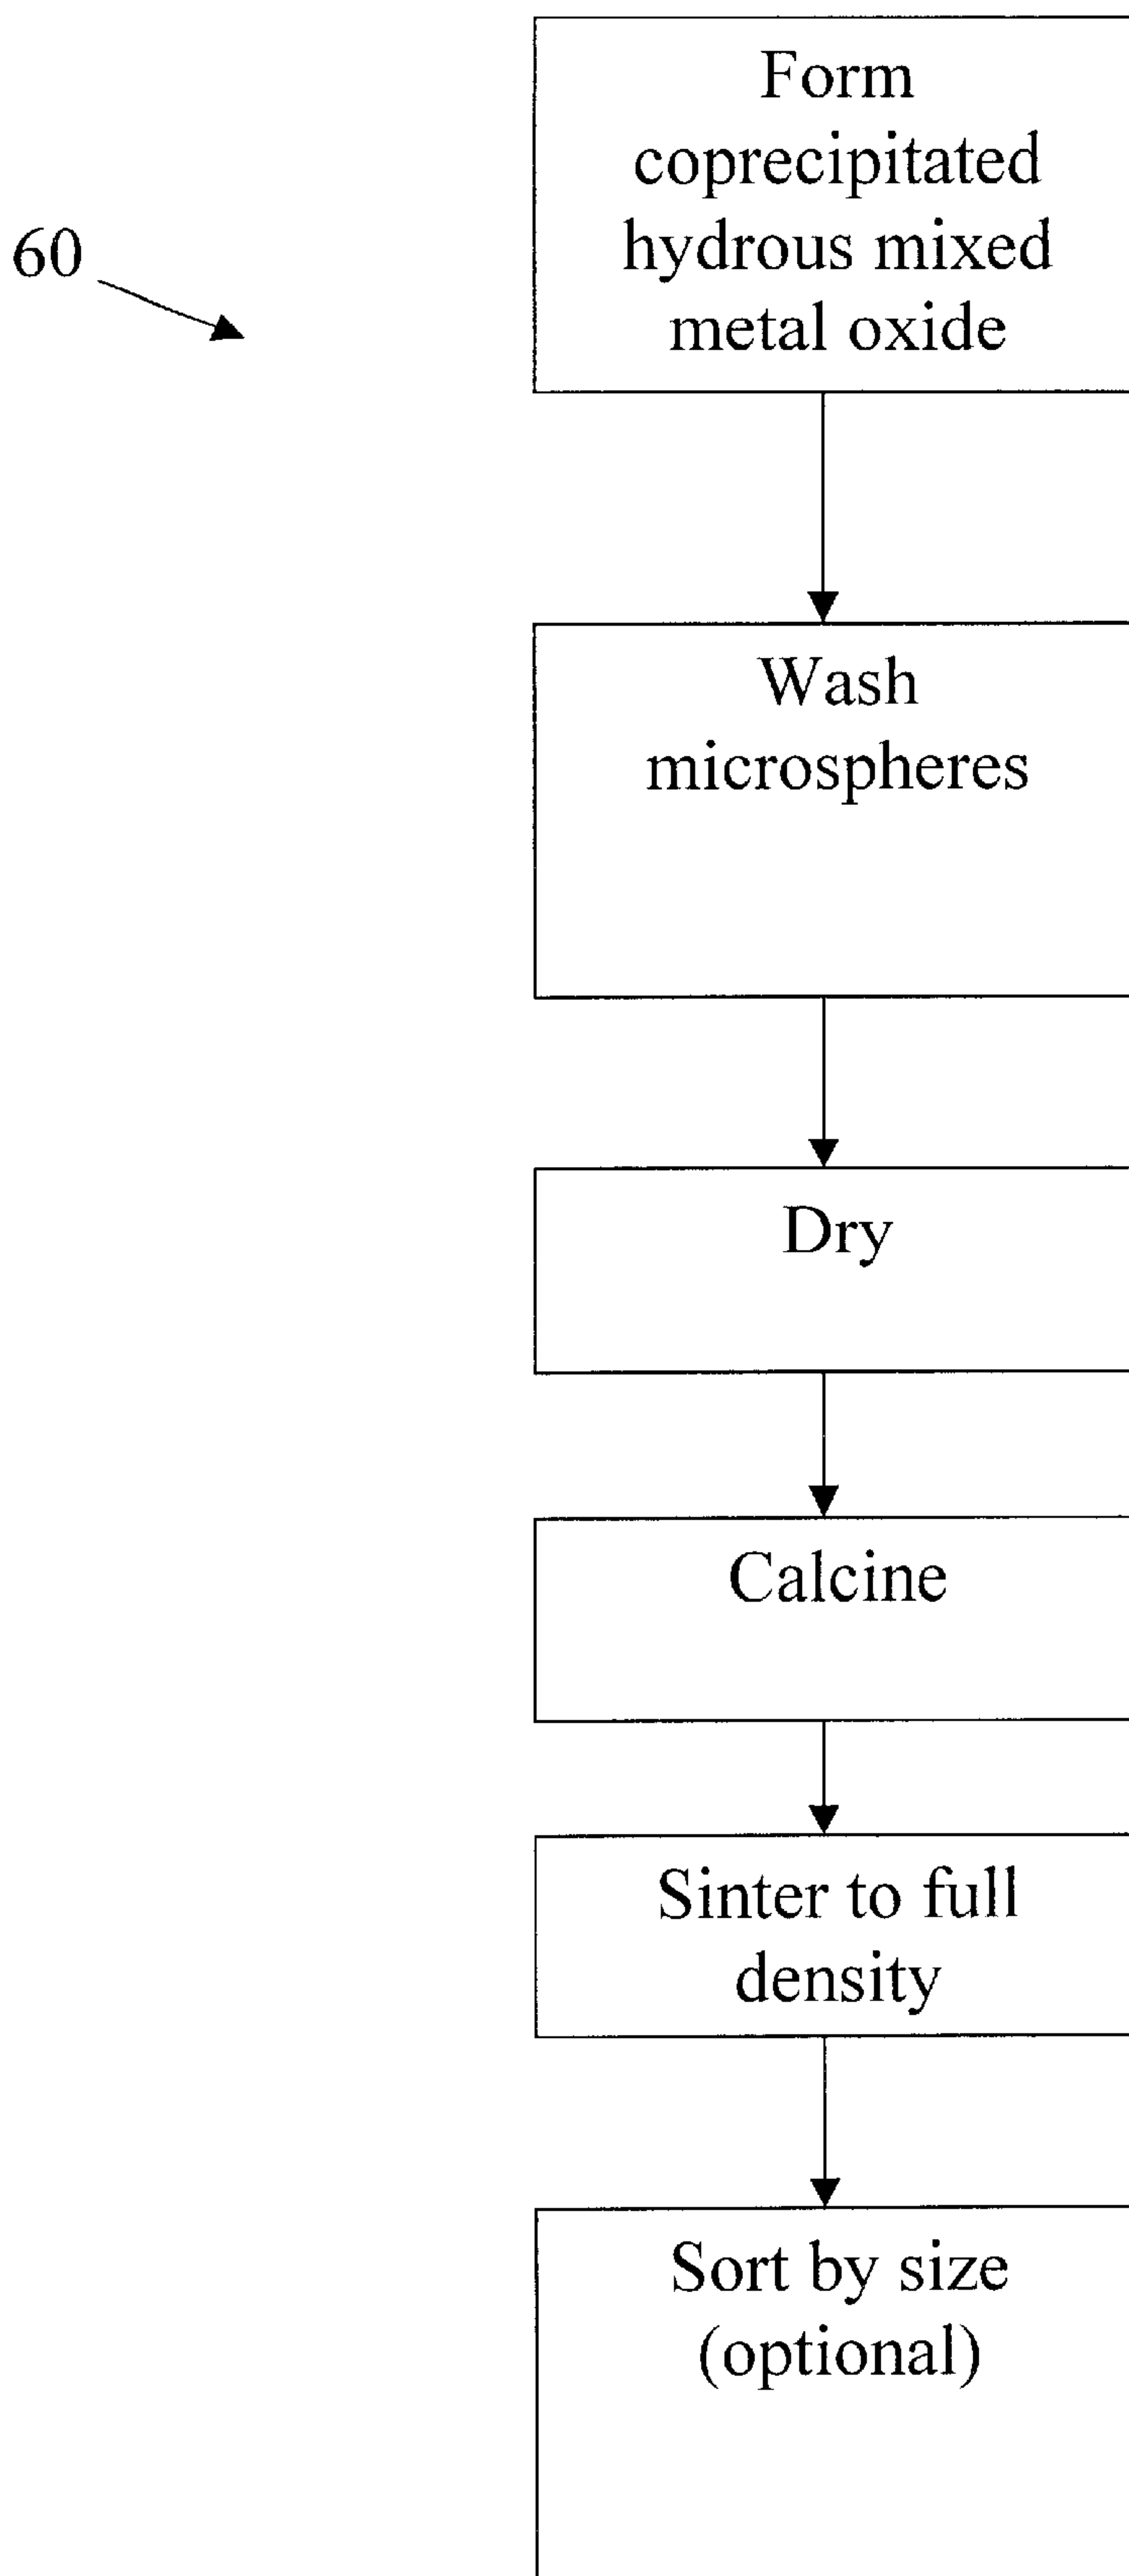 Form
coprecipitated
hydrous mixed
metal oxide
60
Wash
microspheres
Dry
Calcine
Sinter to full
density
Sort by size
(optional)